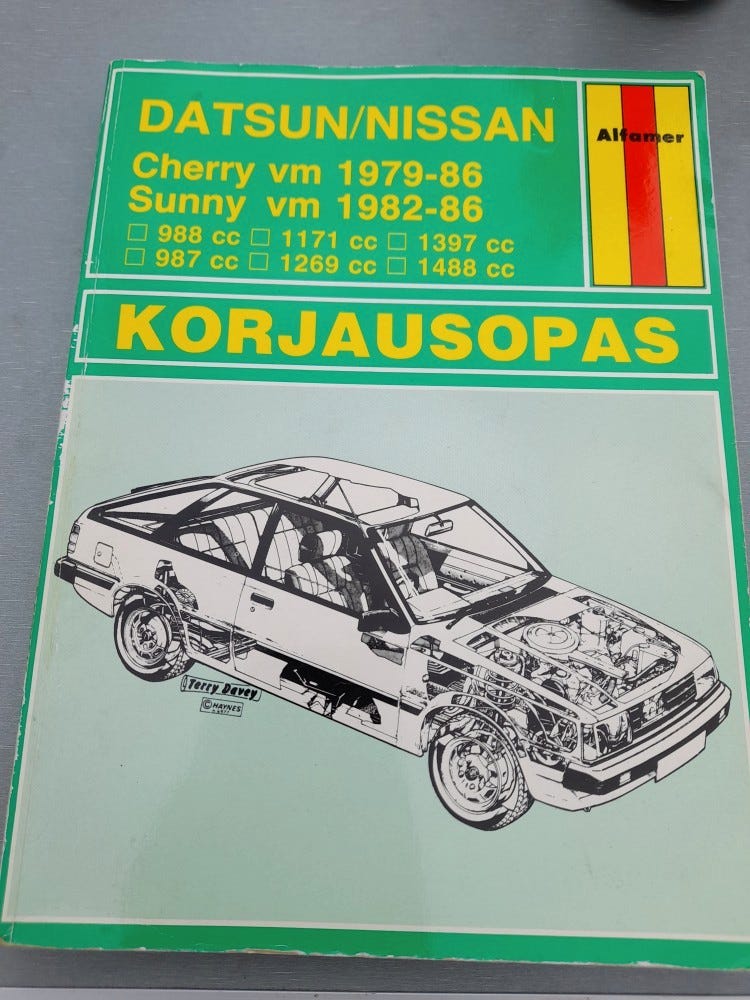 DATSUN/NISSAN
Alfamer
Cherry vm 1979-86
Sunny vm 1982-86
988 cc 1171 cc 1397 cc
987 cc 1269 cc 1488 cc
KORJAUSOPAS
Terry Davey
© HAYNES